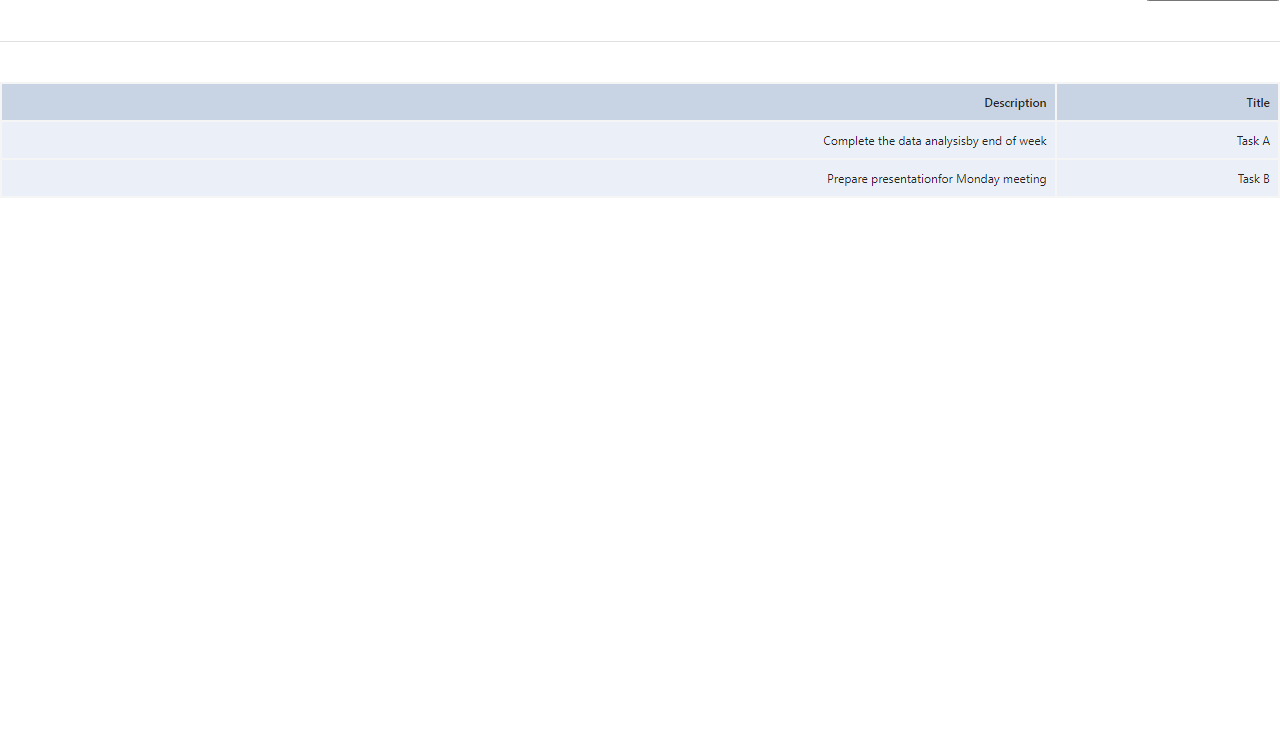 Title Description
Task A Complete the data analysisby end of week
Task B Prepare presentationfor Monday meeting